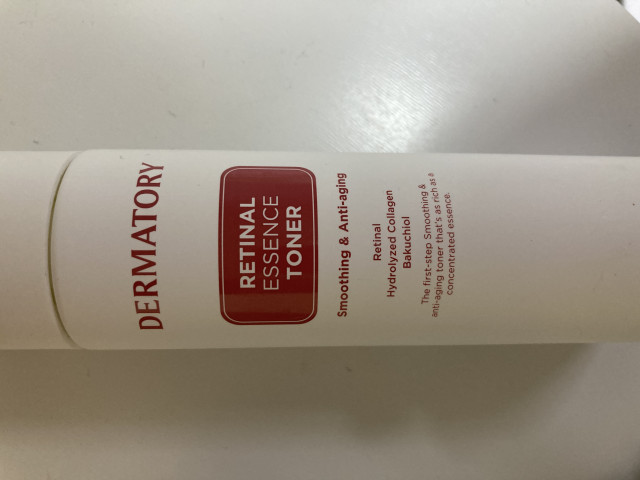 DERMATORY
RETINAL
ESSENCE
TONER
Smoothing & Anti-aging
Retinal
Hydrolyzed Collagen
Bakuchiol
The first-step Smoothing &
anti-aging toner that's as rich as a
concentrated essence.